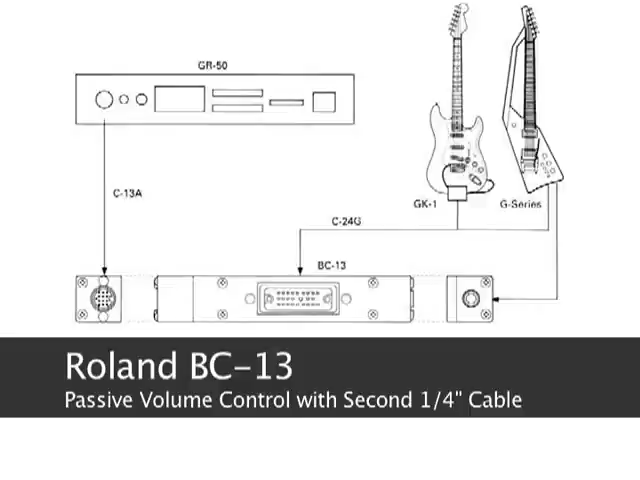 GR-50
C-13A
GK-1
G-Series
C-24G
BC-13
Roland BC-13
Passive Volume Control with Second 1/4" Cable